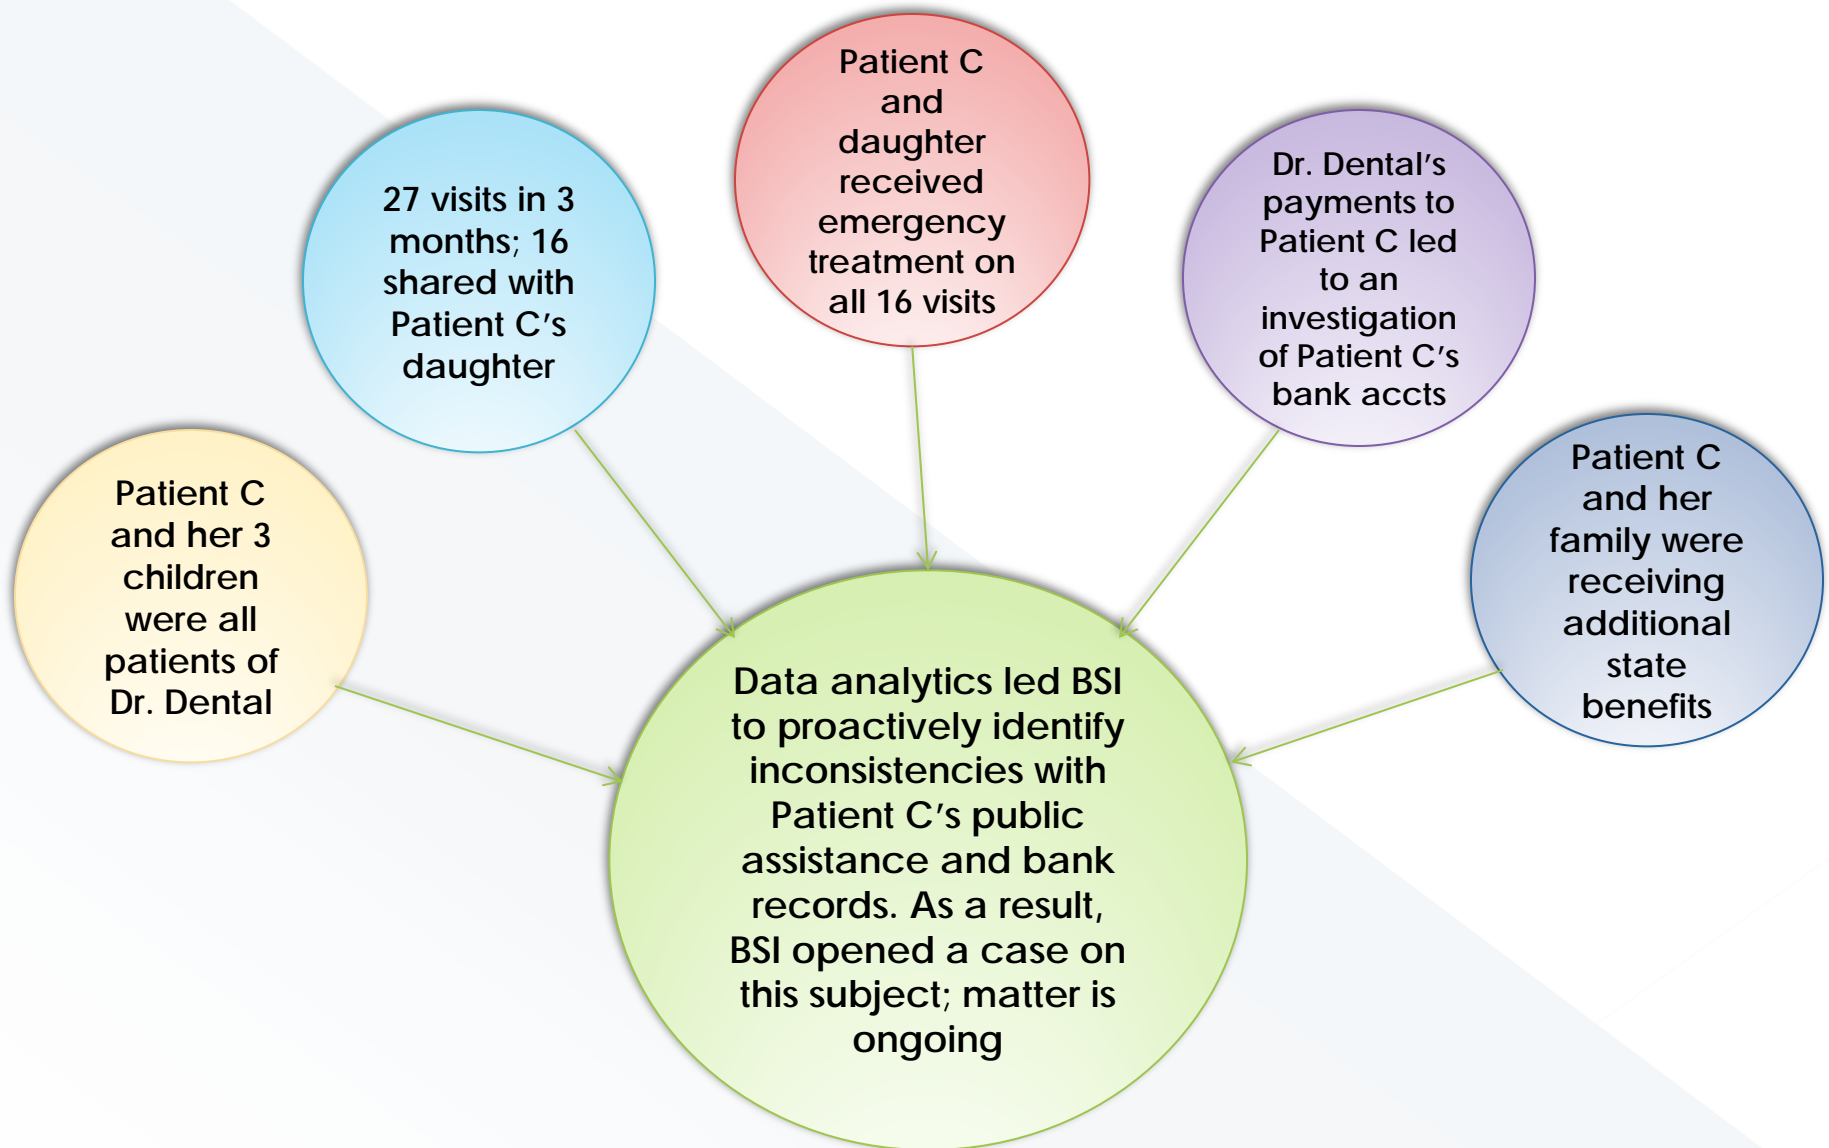 Patient C
and her 3
children
were all
patients of
Dr. Dental
27 visits in 3
months; 16
shared with
Patient C’s
daughter
Patient C
and
daughter
received
emergency
treatment on
all 16 visits
Dr. Dental’s
payments to
Patient C led
to an
investigation
of Patient C’s
bank accts
Patient C
and her
family were
receiving
additional
state
benefits
Data analytics led BSI
to proactively identify
inconsistencies with
Patient C’s public
assistance and bank
records. As a result,
BSI opened a case on
this subject; matter is
ongoing